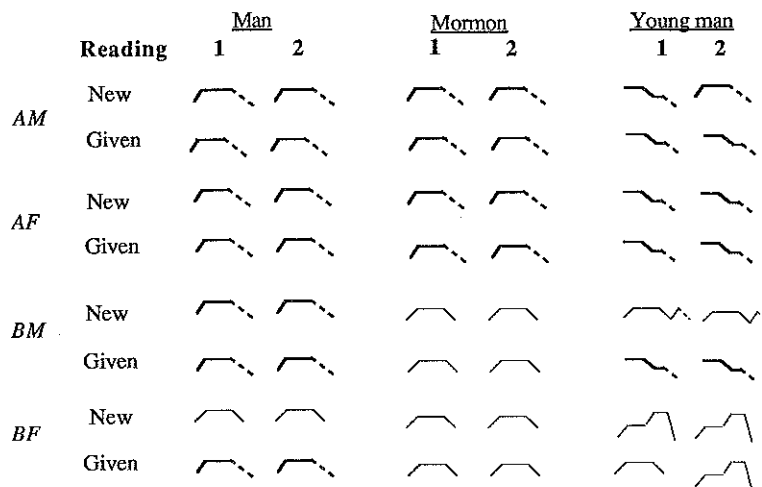 Man Mormon Young man
Reading 1 2 1 2 1 2
New
AM
Given
New
AF
Given
New
BM
Given
New
BF
Given